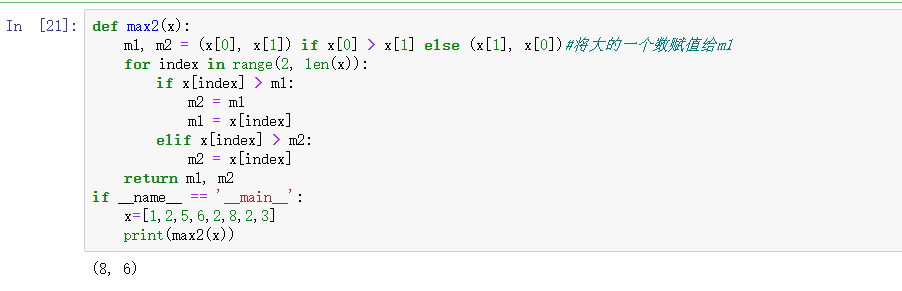 In [21]: def max2(x):
    m1, m2 = (x[0], x[1]) if x[0] > x[1] else (x[1], x[0])#将大的一个数赋值给m1
    for index in range(2, len(x)):
        if x[index] > m1:
            m2 = m1
            m1 = x[index]
        elif x[index] > m2:
            m2 = x[index]
    return m1, m2
if __name__ == '__main__':
    x=[1,2,5,6,2,8,2,3]
    print(max2(x))
(8, 6)